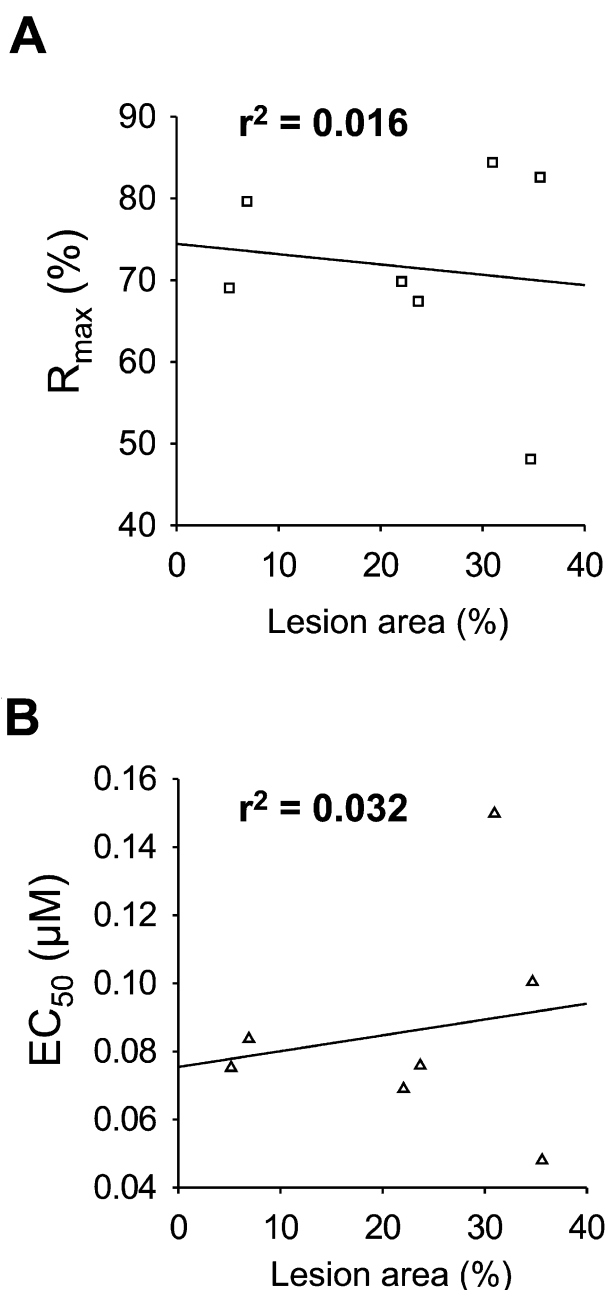 A
r² = 0.016
90
80
70
60
50
40
Rmax (%)
0 10 20 30 40
Lesion area (%)
B
r² = 0.032
0.16
0.14
0.12
0.10
0.08
0.06
0.04
EC50 (μM)
0 10 20 30 40
Lesion area (%)